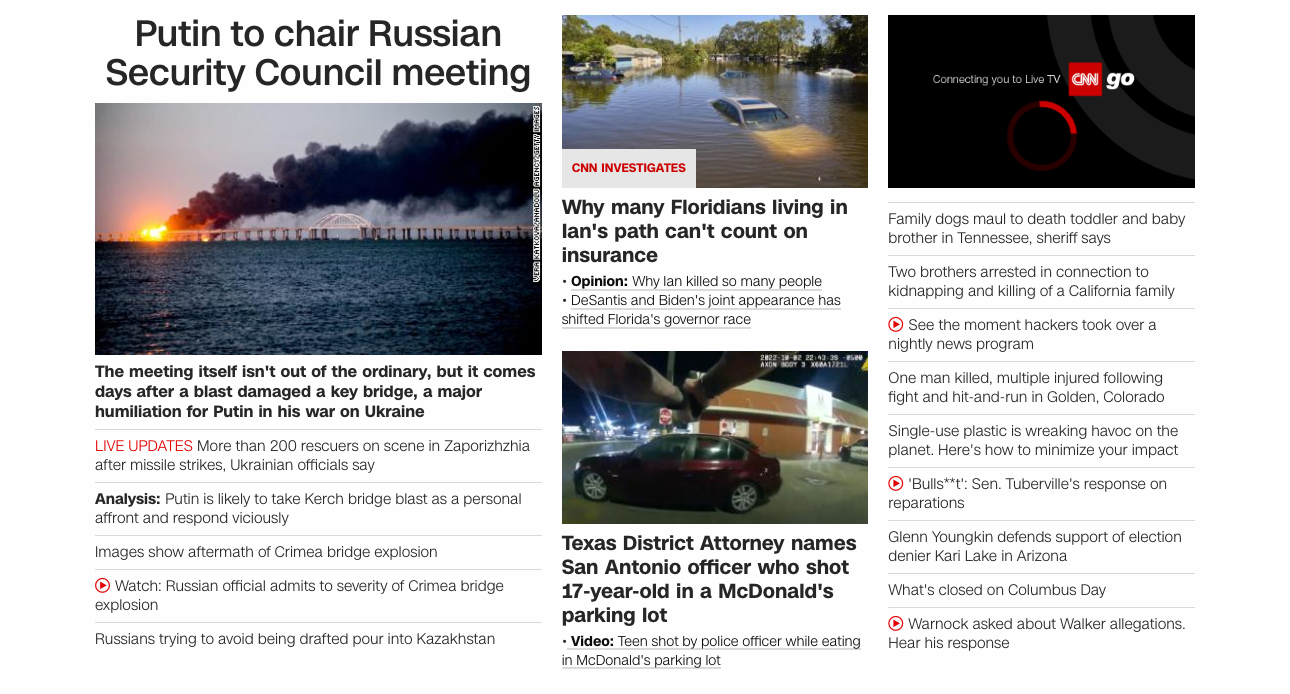 Putin to chair Russian
Security Council meeting
VERA KATKOVA/ANADOLU AGENCY/GETTY IMAGES
The meeting itself isn't out of the ordinary, but it comes
days after a blast damaged a key bridge, a major
humiliation for Putin in his war on Ukraine
LIVE UPDATES More than 200 rescuers on scene in Zaporizhzhia
after missile strikes, Ukrainian officials say
Analysis: Putin is likely to take Kerch bridge blast as a personal
affront and respond viciously
Images show aftermath of Crimea bridge explosion
Watch: Russian official admits to severity of Crimea bridge
explosion
Russians trying to avoid being drafted pour into Kazakhstan
CNN INVESTIGATES
Why many Floridians living in
Ian's path can't count on
insurance
• Opinion: Why Ian killed so many people
• DeSantis and Biden's joint appearance has
shifted Florida's governor race
2022-10-02 22:43:39 -0500
AXON BODY 3 X60A1721L
Texas District Attorney names
San Antonio officer who shot
17-year-old in a McDonald's
parking lot
• Video: Teen shot by police officer while eating
in McDonald's parking lot
Connecting you to Live TV CNN go
Family dogs maul to death toddler and baby
brother in Tennessee, sheriff says
Two brothers arrested in connection to
kidnapping and killing of a California family
See the moment hackers took over a
nightly news program
One man killed, multiple injured following
fight and hit-and-run in Golden, Colorado
Single-use plastic is wreaking havoc on the
planet. Here's how to minimize your impact
'Bulls**t': Sen. Tuberville's response on
reparations
Glenn Youngkin defends support of election
denier Kari Lake in Arizona
What's closed on Columbus Day
Warnock asked about Walker allegations.
Hear his response